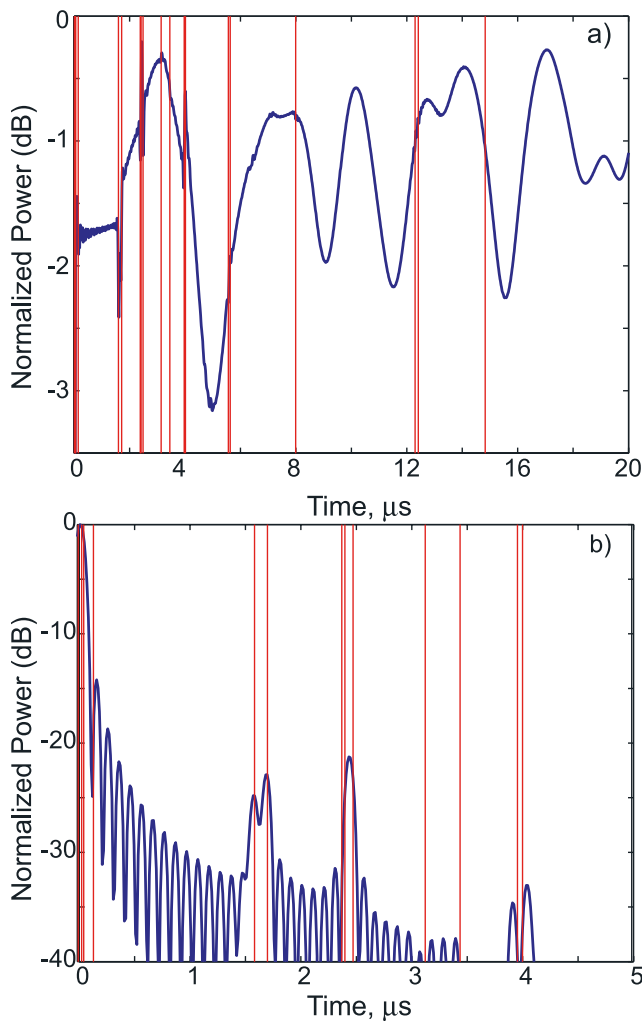 0
a)
-1
-2
-3
Normalized Power (dB)
0 4 8 12 16 20
Time, μs
0
b)
-10
-20
-30
-40
Normalized Power (dB)
0 1 2 3 4 5
Time, μs